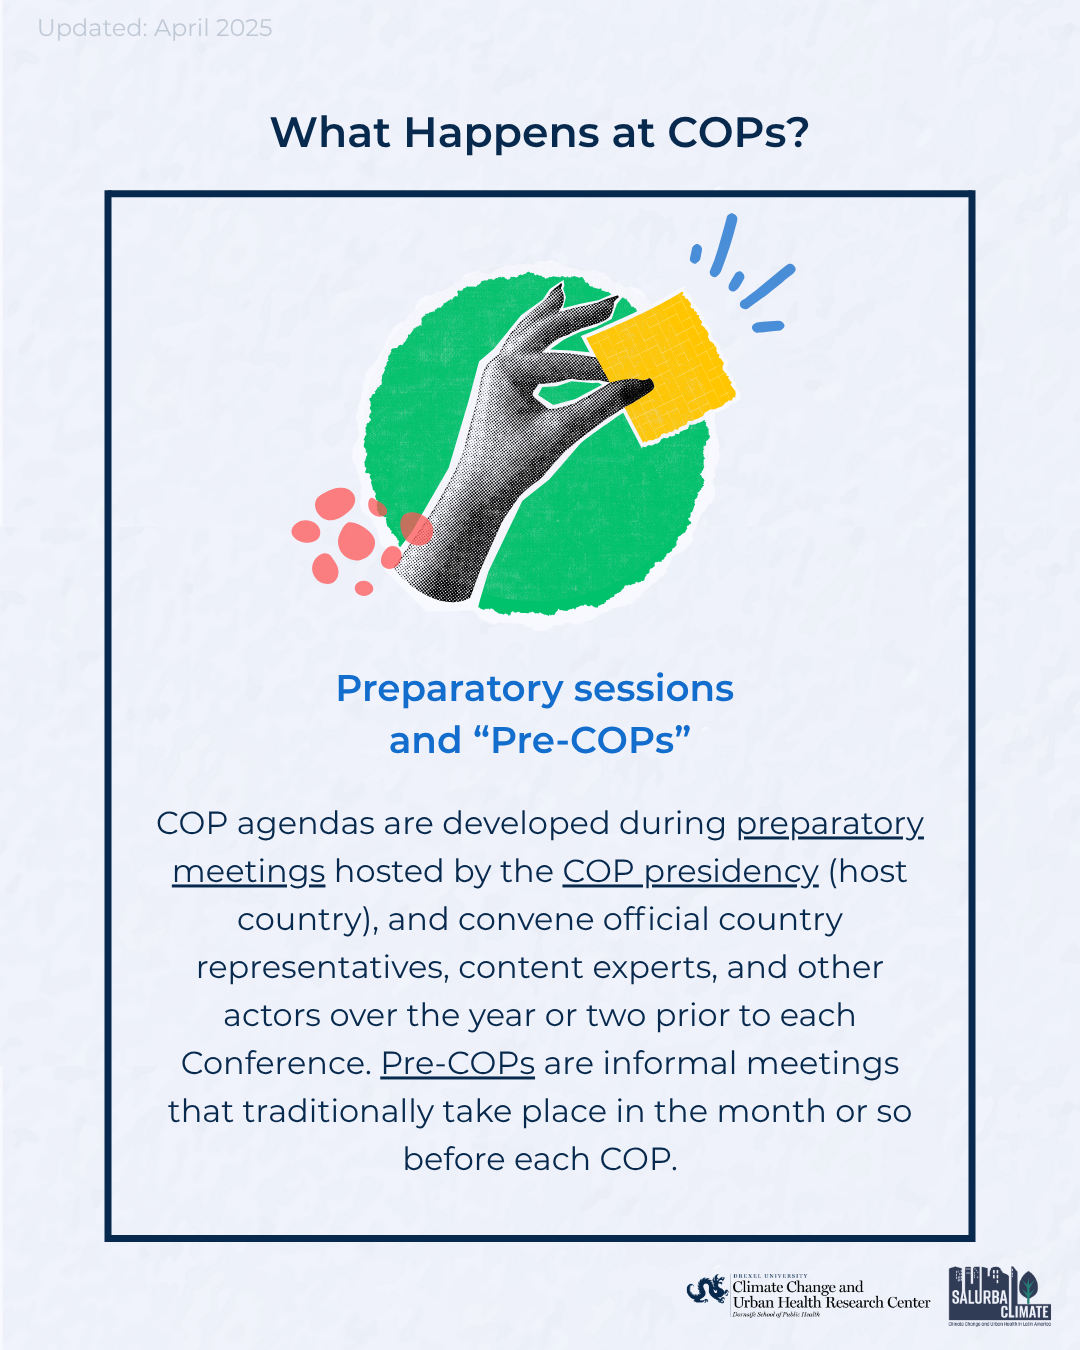 Updated: April 2025
What Happens at COPs?
Preparatory sessions
and “Pre-COPs”
COP agendas are developed during preparatory
meetings hosted by the COP presidency (host
country), and convene official country
representatives, content experts, and other
actors over the year or two prior to each
Conference. Pre-COPs are informal meetings
that traditionally take place in the month or so
before each COP.
DREXEL UNIVERSITY
Climate Change and
Urban Health Research Center
Dornsife School of Public Health
SALURBAL
CLIMATE
Climate Change and Urban Health in Latin America